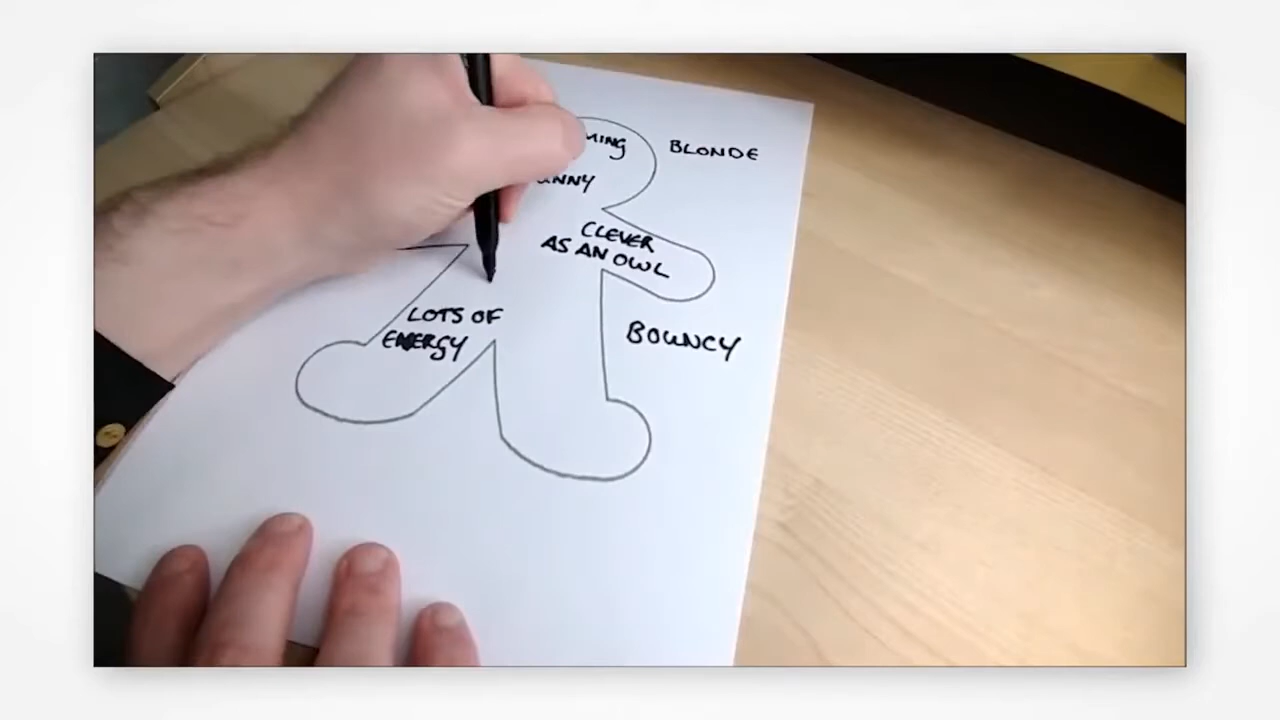 BLONDE
CLEVER
AS AN OWL
LOTS OF
ENERGY
BOUNCY